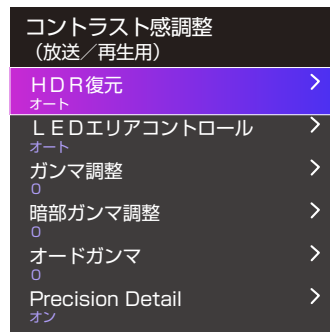 コントラスト感調整
（放送／再生用）
ＨＤＲ復元
オート
ＬＥＤエリアコントロール
オート
ガンマ調整
0
暗部ガンマ調整
0
オードガンマ
0
Precision Detail
オン